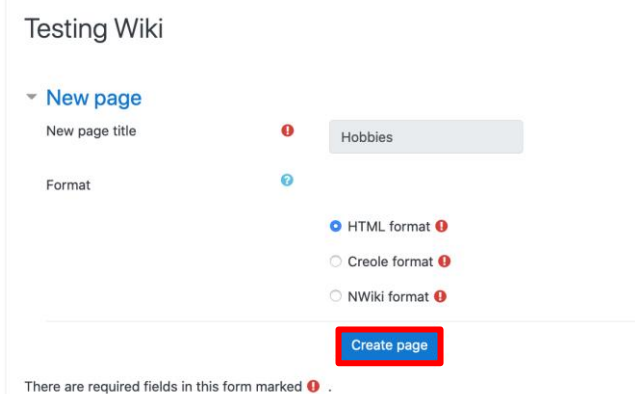 Testing Wiki
New page
New page title
Hobbies
Format
HTML format
Creole format
NWiki format
Create page
There are required fields in this form marked .